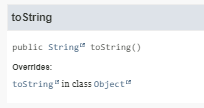 toString
public String toString()
Overrides:
toString in class Object